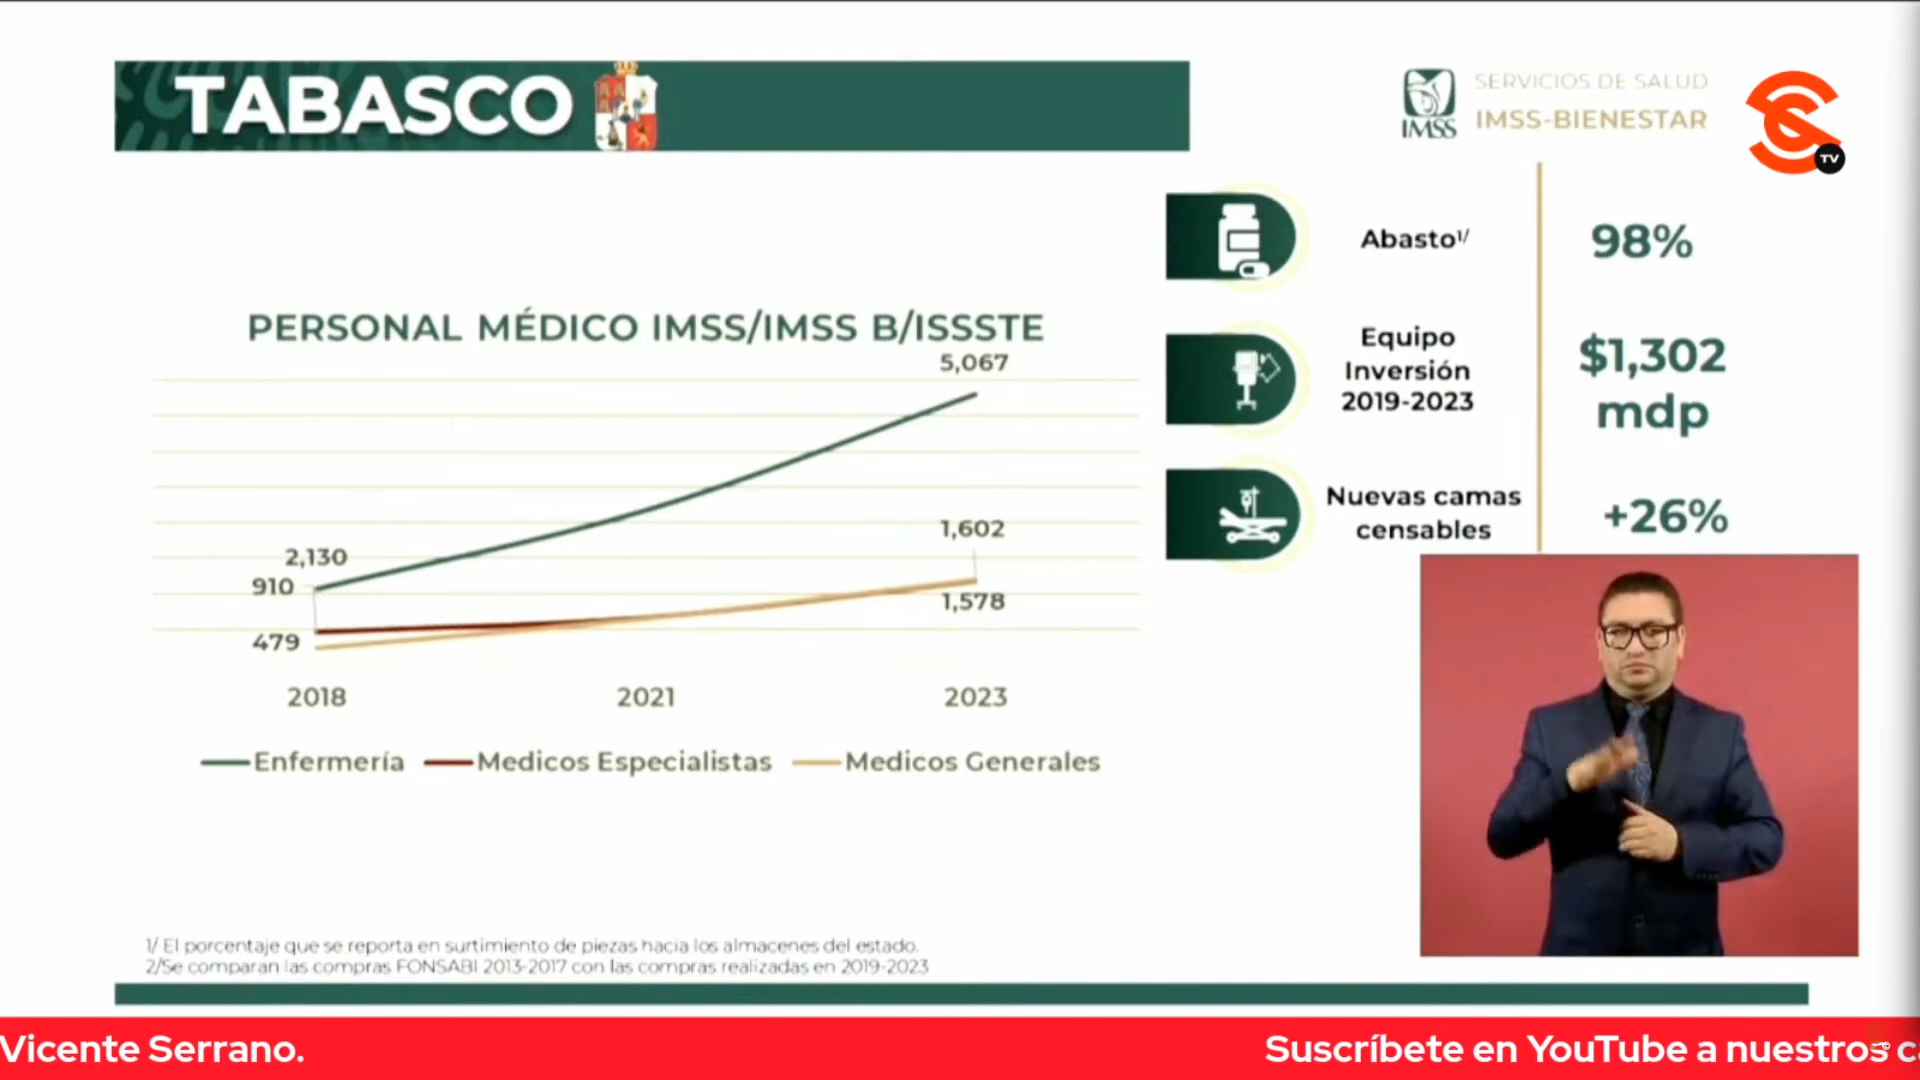 TABASCO
IMSS
SERVICIOS DE SALUD
IMSS-BIENESTAR
TV
Abasto1/
98%
Equipo
Inversión
2019-2023
$1,302
mdp
Nuevas camas
censables
+26%
PERSONAL MÉDICO IMSS/IMSS B/ISSSTE
5,067
1,602
2,130
910
1,578
479
2018 2021 2023
Enfermería Medicos Especialistas Medicos Generales
1/ El porcentaje que se reporta en surtimiento de piezas hacia los almacenes del estado.
2/Se comparan las compras FONSABI 2013-2017 con las compras realizadas en 2019-2023
Vicente Serrano. Suscríbete en YouTube a nuestros